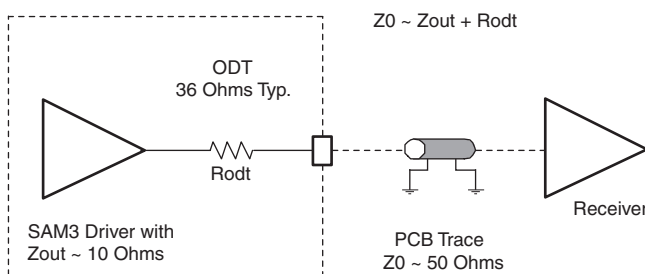 Z0 ~ Zout + Rodt
ODT
36 Ohms Typ.
Rodt
Receiver
SAM3 Driver with
Zout ~ 10 Ohms
PCB Trace
Z0 ~ 50 Ohms